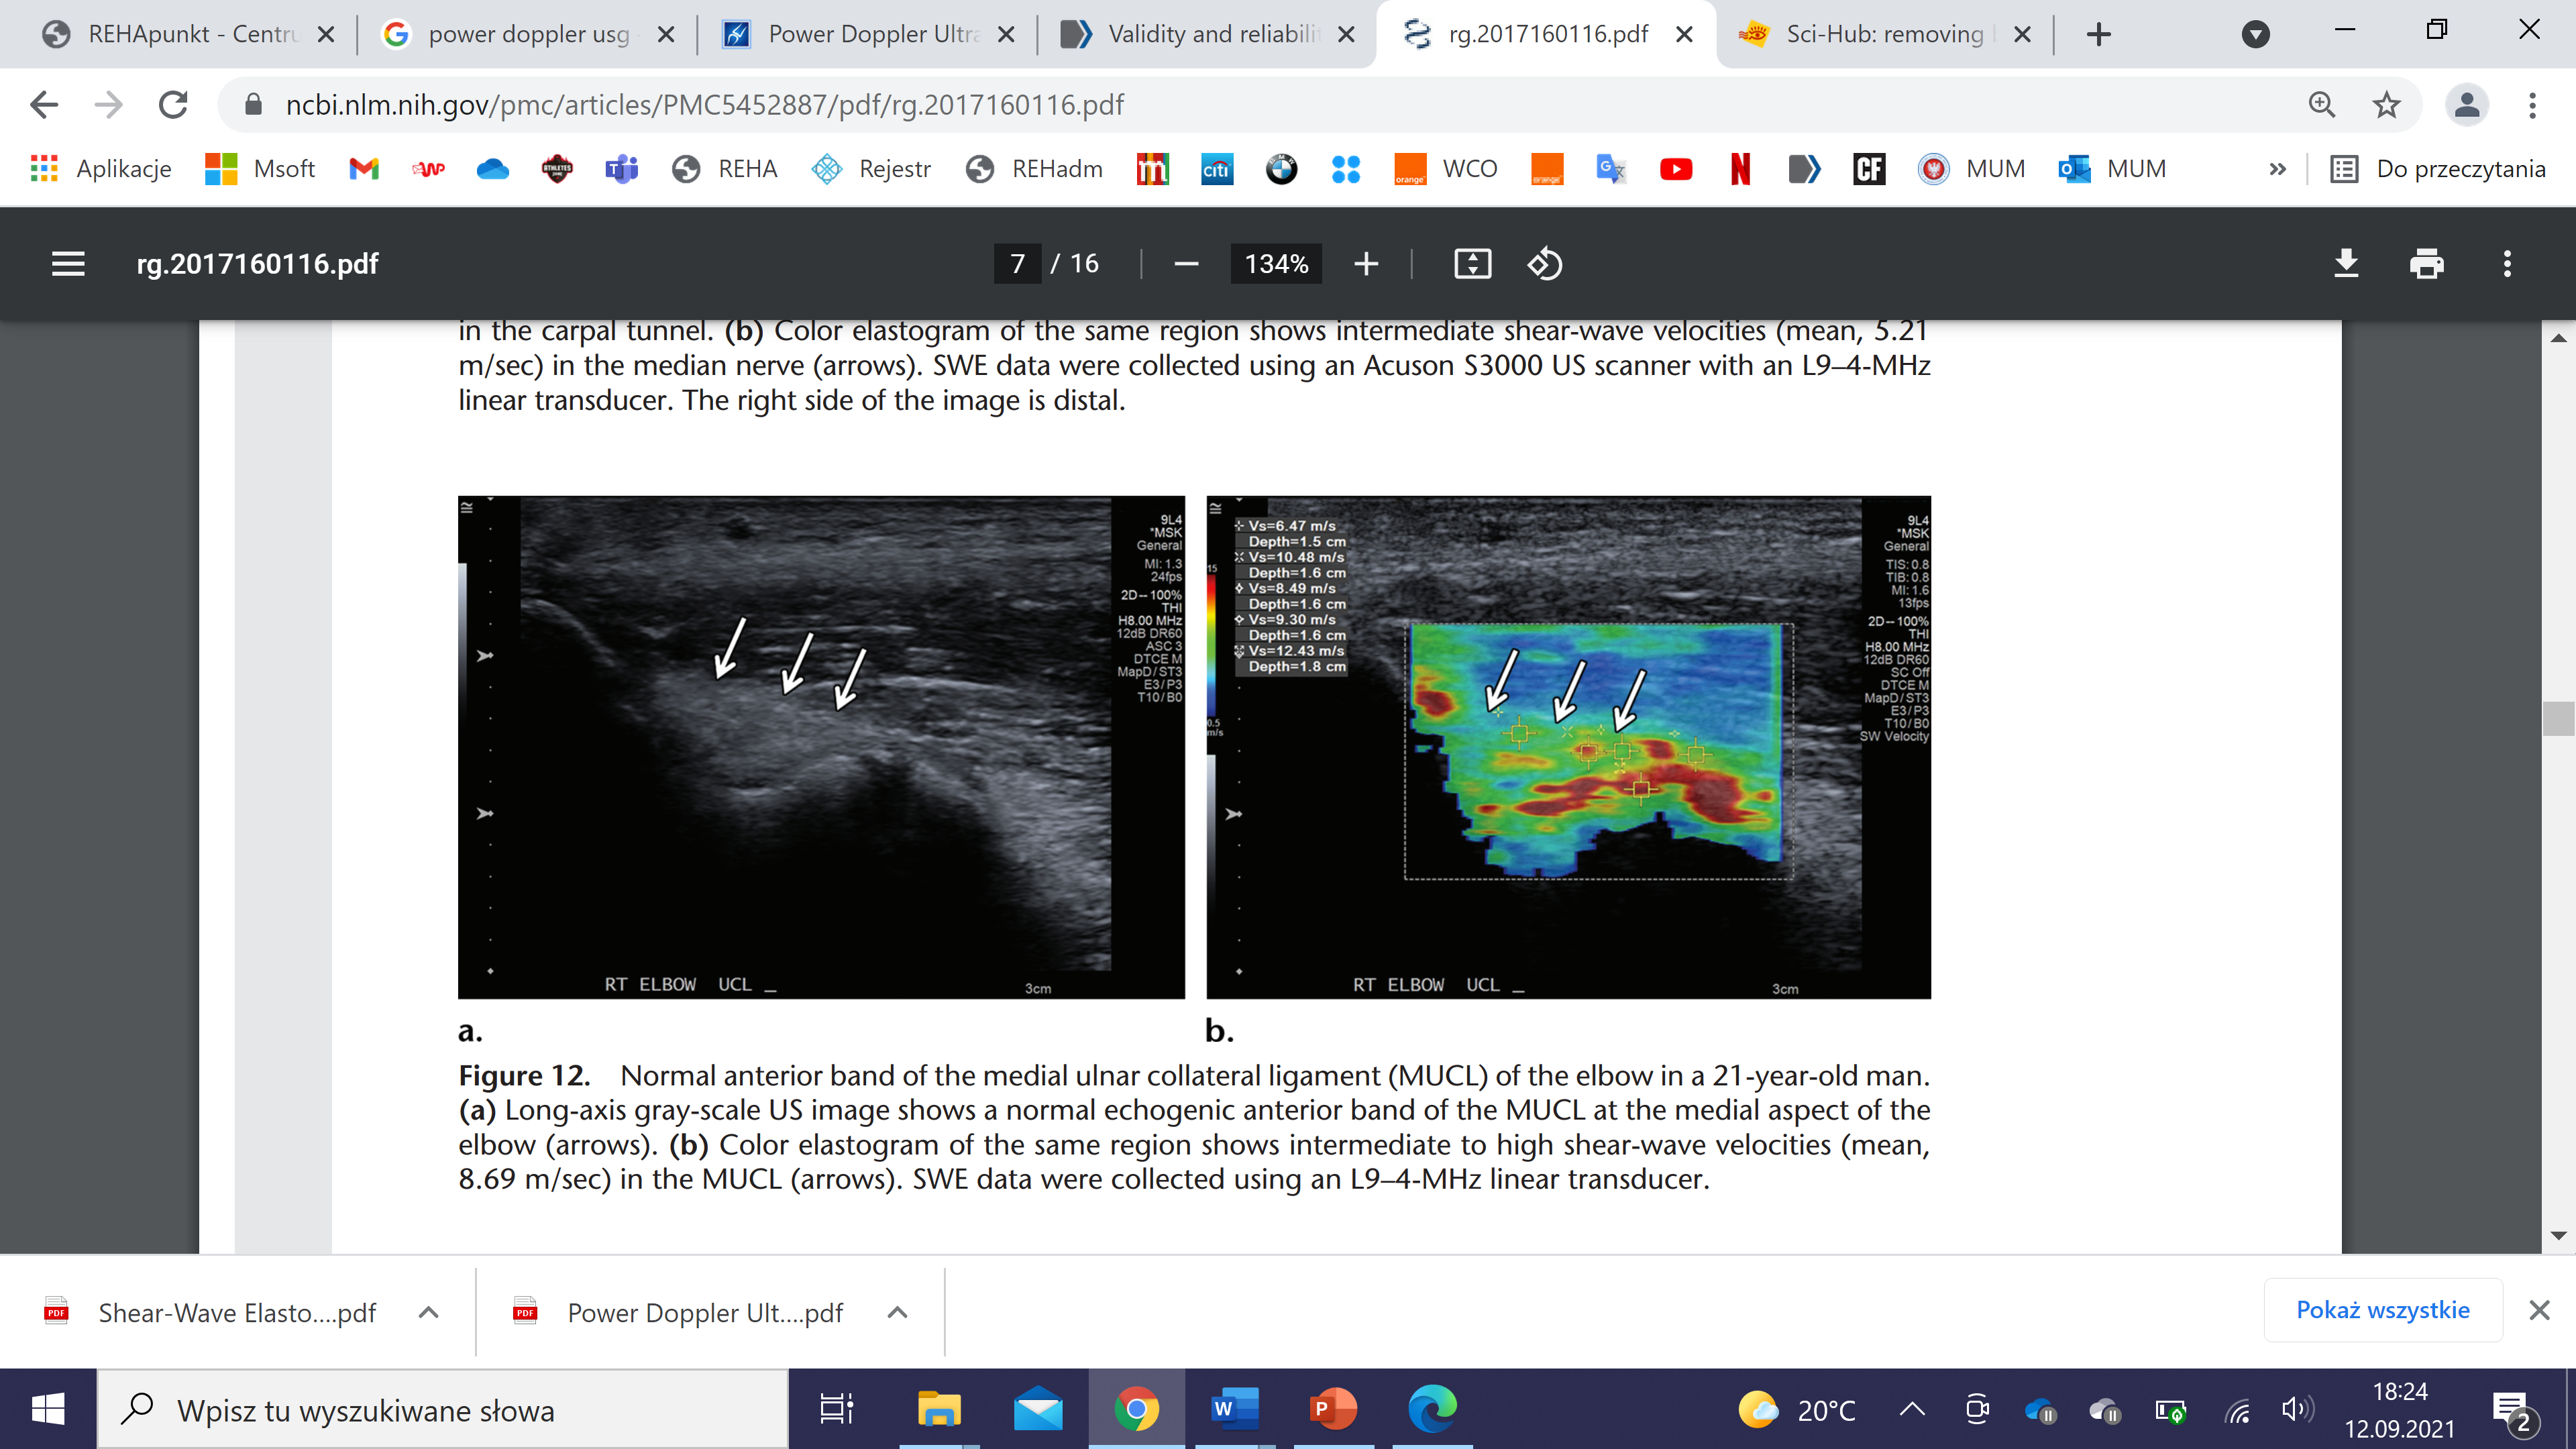 REHApunkt - Centru
power doppler usg
Power Doppler Ultra
Validity and reliabilit
rg.2017160116.pdf
Sci-Hub: removing
ncbi.nlm.nih.gov/pmc/articles/PMC5452887/pdf/rg.2017160116.pdf
Aplikacje Msoft REHA Rejestr REHadm citi orange WCO orange CF MUM MUM » Do przeczytania
rg.2017160116.pdf 7 / 16 134%
in the carpal tunnel. (b) Color elastogram of the same region shows intermediate shear-wave velocities (mean, 5.21
m/sec) in the median nerve (arrows). SWE data were collected using an Acuson S3000 US scanner with an L9–4-MHz
linear transducer. The right side of the image is distal.
9L4
*MSK
General
MI: 1.3
24fps
2D--100%
THI
H8.00 MHz
12dB DR60
ASC 3
DTCE M
MapD/ST3
E3/P3
T10/B0
RT ELBOW UCL _
3cm
Vs=6.47 m/s
Depth=1.5 cm
Vs=10.48 m/s
Depth=1.6 cm
Vs=8.49 m/s
Depth=1.6 cm
Vs=9.30 m/s
Depth=1.6 cm
Vs=12.43 m/s
Depth=1.8 cm
15
0.5
m/s
9L4
*MSK
General
TIS: 0.8
TIB: 0.8
MI: 1.6
13fps
2D--100%
THI
H8.00 MHz
12dB DR60
SC Off
DTCE M
MapD/ST3
E3/P3
T10/B0
SW Velocity
RT ELBOW UCL _
3cm
a.
b.
Figure 12. Normal anterior band of the medial ulnar collateral ligament (MUCL) of the elbow in a 21-year-old man.
(a) Long-axis gray-scale US image shows a normal echogenic anterior band of the MUCL at the medial aspect of the
elbow (arrows). (b) Color elastogram of the same region shows intermediate to high shear-wave velocities (mean,
8.69 m/sec) in the MUCL (arrows). SWE data were collected using an L9–4-MHz linear transducer.
Shear-Wave Elasto....pdf
Power Doppler Ult....pdf
Pokaż wszystkie
Wpisz tu wyszukiwane słowa
20°C
18:24
12.09.2021
2